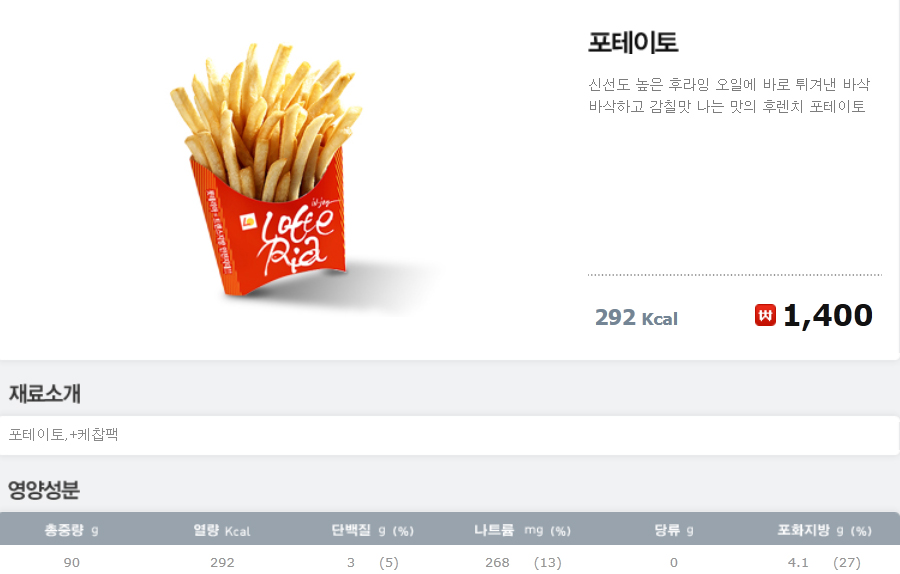 포테이토
신선도 높은 후라잉 오일에 바로 튀겨낸 바삭
바삭하고 감칠맛 나는 맛의 후렌치 포테이토
Lotte
Ria
292 Kcal
₩ 1,400
재료소개
포테이토,+케찹팩
영양성분
총중량 g 열량 Kcal 단백질 g (%) 나트륨 mg (%) 당류 g 포화지방 g (%)
90 292 3 (5) 268 (13) 0 4.1 (27)